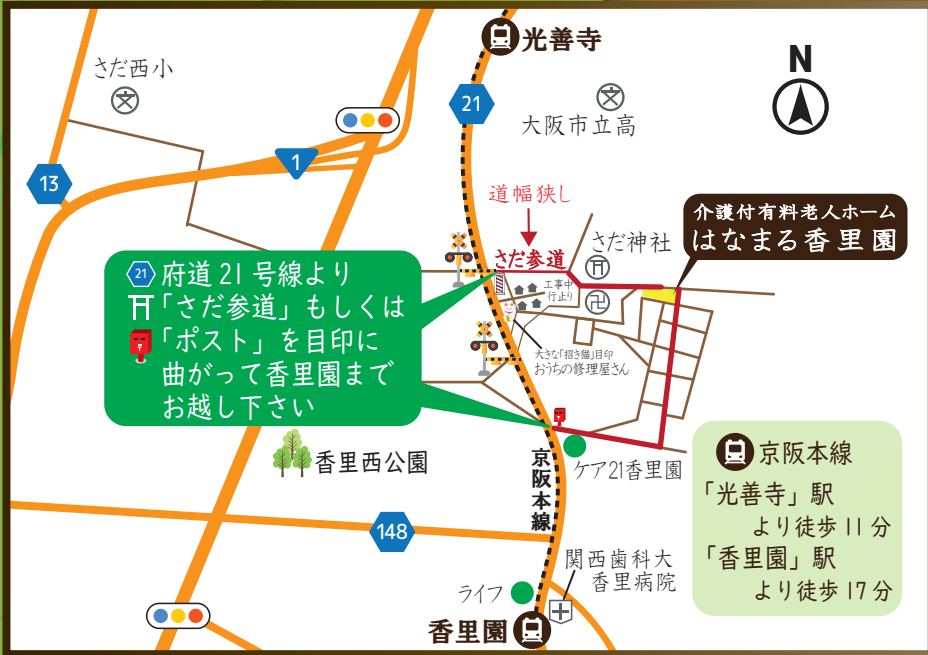 光善寺
さだ西小
21
大阪市立高
N
1
13
道幅狭し
介護付有料老人ホーム
はなまる香里園
さだ神社
さだ参道
工事中
行止り
21 府道21号線より
「さだ参道」もしくは
「ポスト」を目印に
曲がって香里園まで
お越し下さい
大きな「招き猫」目印
おうちの修理屋さん
香里西公園
京阪本線
ケア21香里園
京阪本線
「光善寺」駅
より徒歩11分
「香里園」駅
より徒歩17分
148
関西歯科大
香里病院
ライフ
香里園